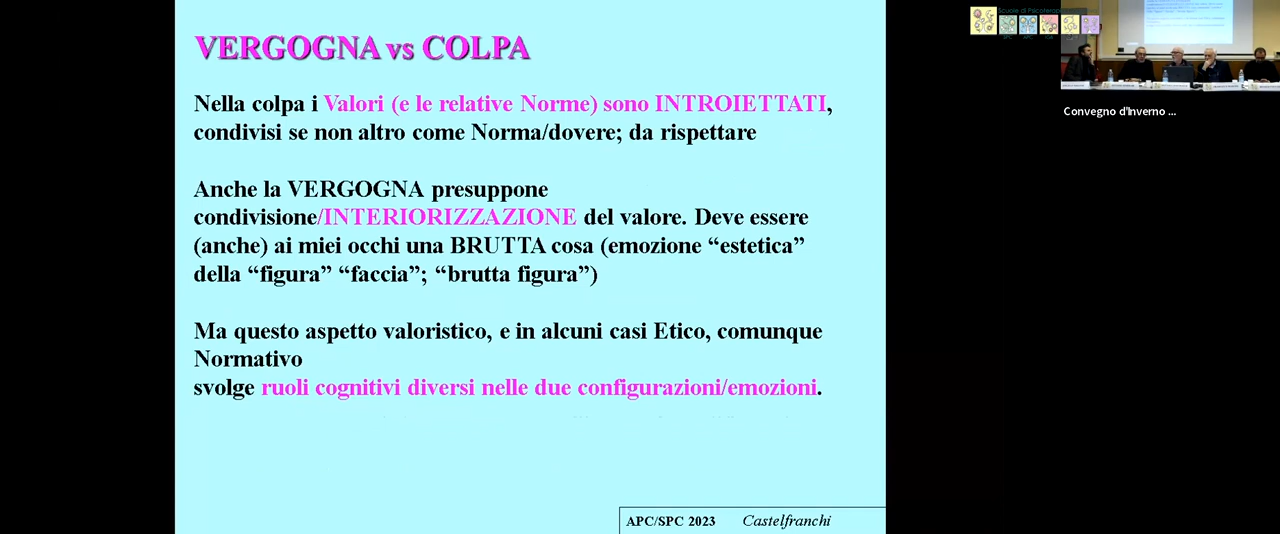 VERGOGNA vs COLPA
Nella colpa i Valori (e le relative Norme) sono INTROIETTATI,
condivisi se non altro come Norma/dovere; da rispettare
Anche la VERGOGNA presuppone
condivisione/INTERIORIZZAZIONE del valore. Deve essere
(anche) ai miei occhi una BRUTTA cosa (emozione “estetica”
della “figura” “faccia”; “brutta figura”)
Ma questo aspetto valoristico, e in alcuni casi Etico, comunque
Normativo
svolge ruoli cognitivi diversi nelle due configurazioni/emozioni.
APC/SPC 2023 Castelfranchi
Scuole di Psicoterapia
Convegno d'Inverno ...